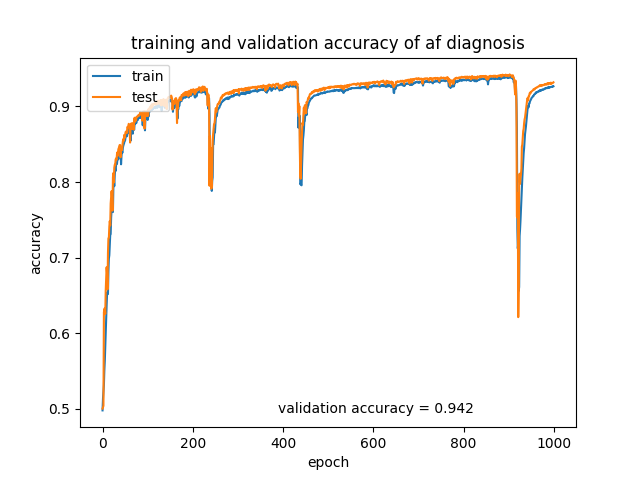 training and validation accuracy of af diagnosis
train
test
0.9
0.8
0.7
0.6
0.5
accuracy
validation accuracy = 0.942
0 200 400 600 800 1000
epoch